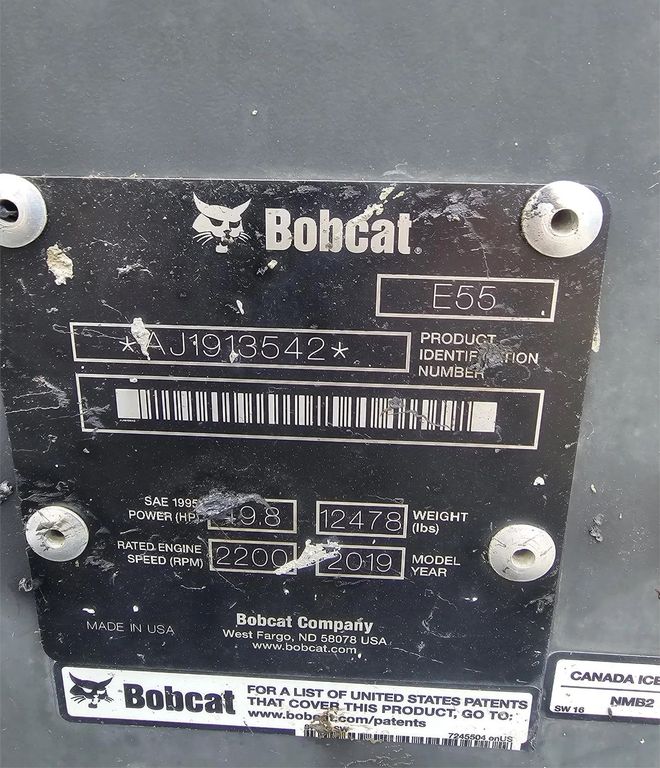 Bobcat®
E55
*AJ1913542*
PRODUCT
IDENTIFICATION
NUMBER
SAE 1995
POWER (HP)
49.8
12478
WEIGHT
(lbs)
RATED ENGINE
SPEED (RPM)
2200
2019
MODEL
YEAR
MADE IN USA
Bobcat Company
West Fargo, ND 58078 USA
www.bobcat.com
Bobcat
FOR A LIST OF UNITED STATES PATENTS
THAT COVER THIS PRODUCT, GO TO:
www.bobcat.com/patents
7245504 enUS
CANADA ICE
SW 16
NMB2